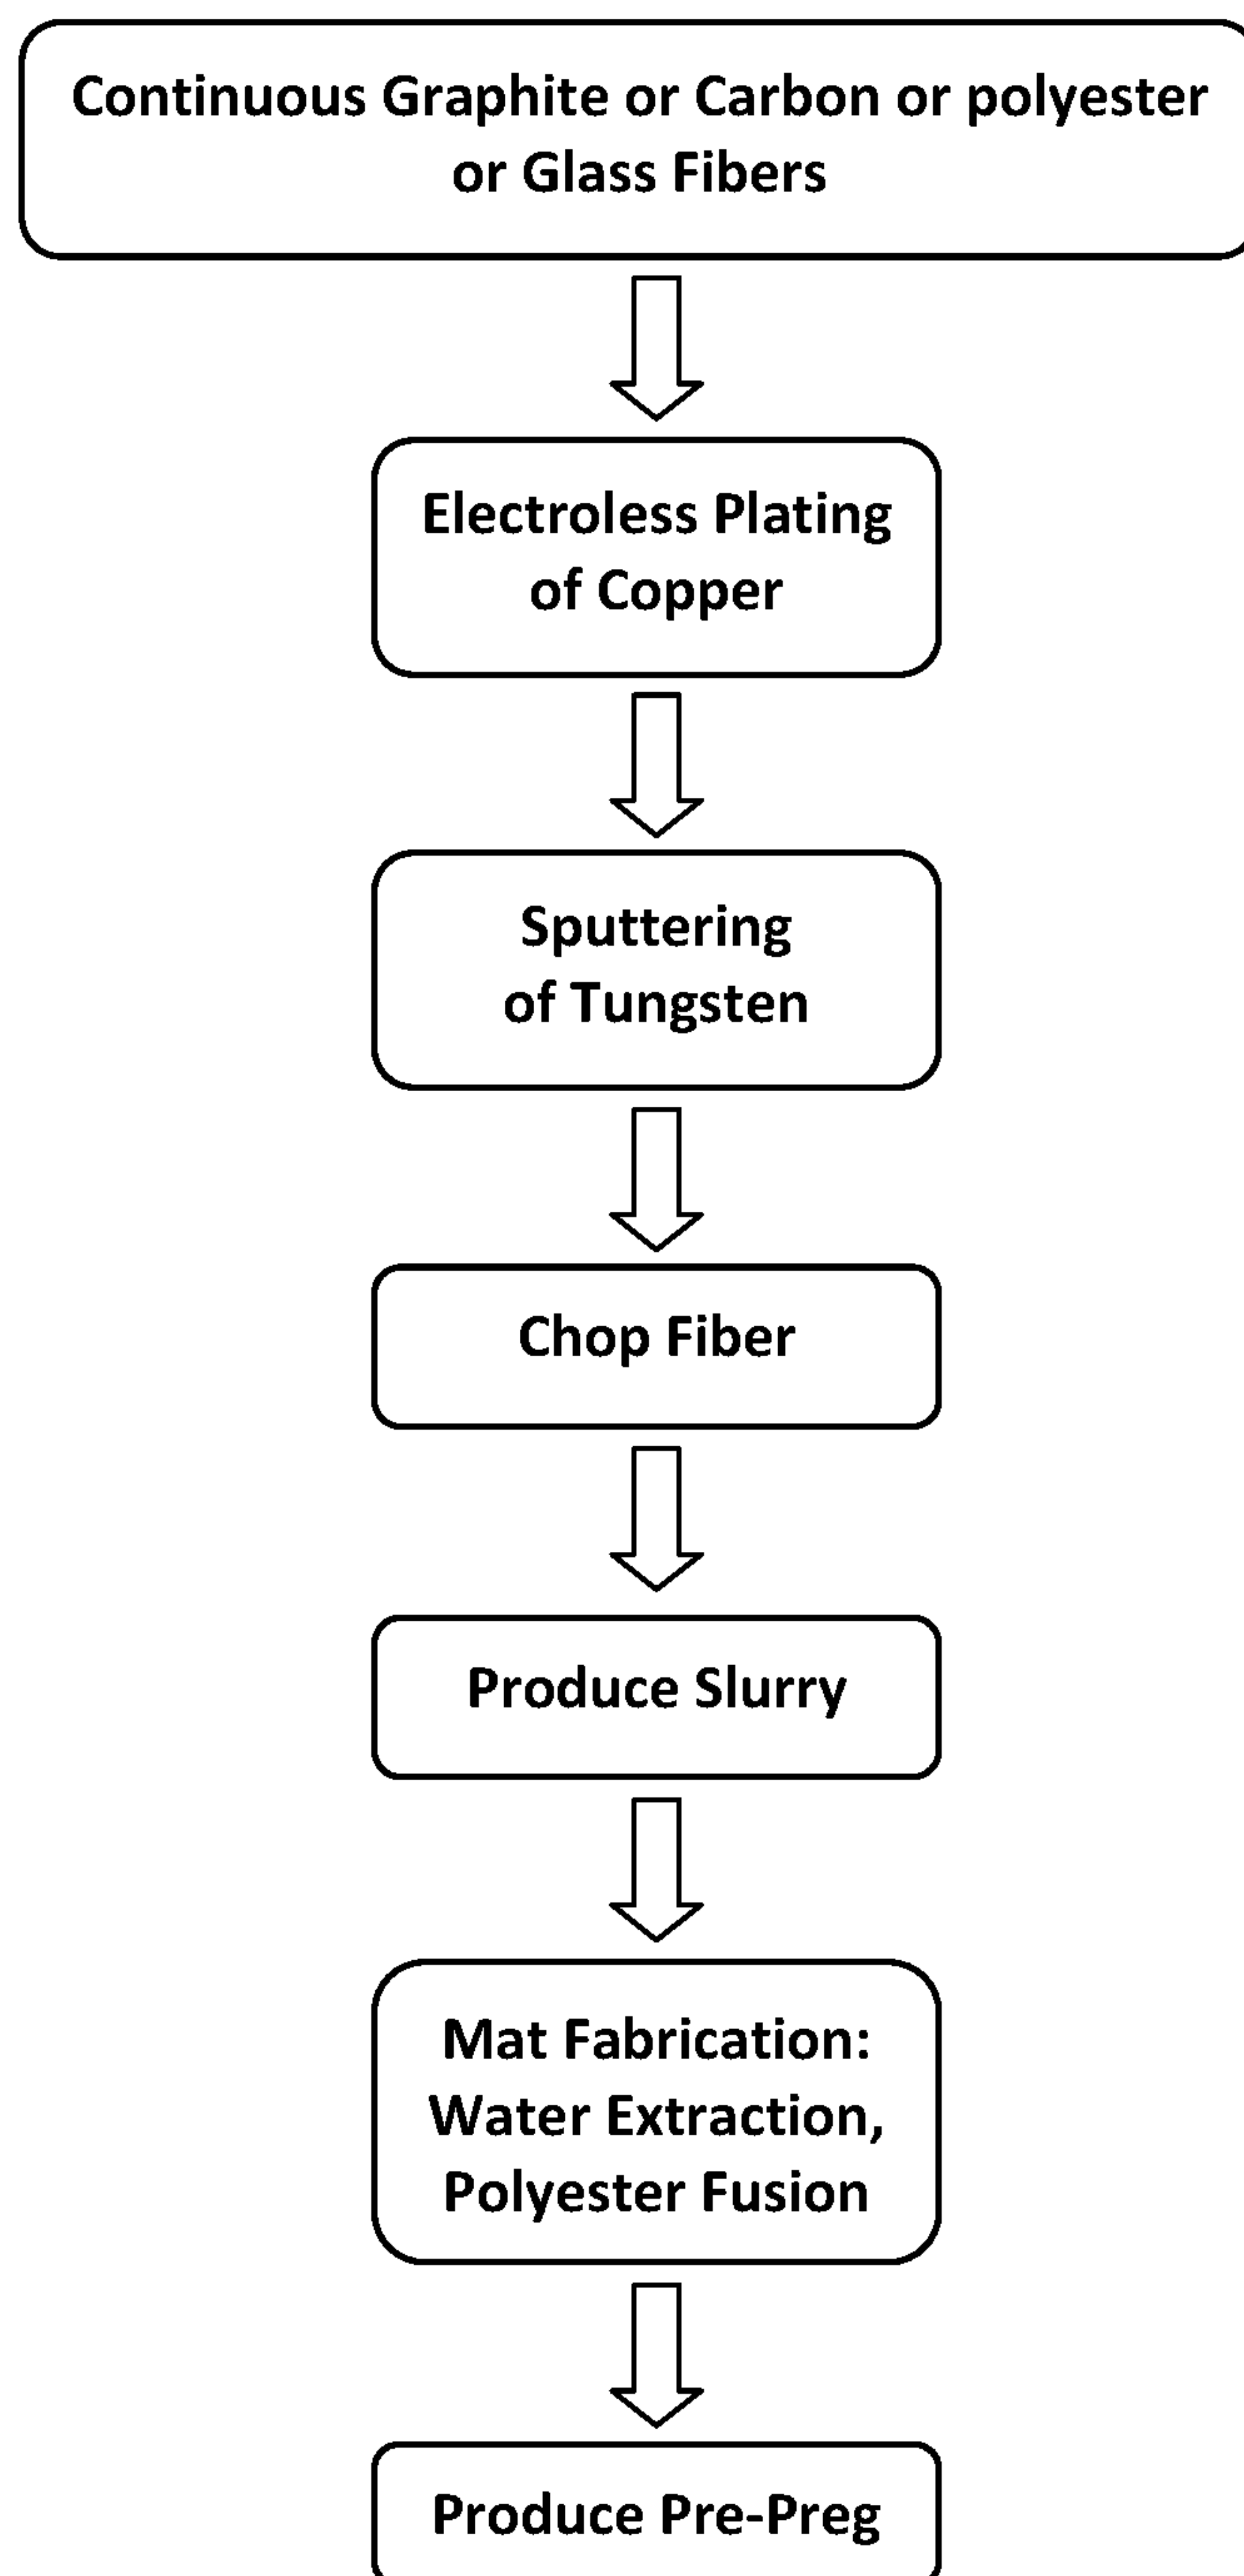 Continuous Graphite or Carbon or polyester
or Glass Fibers
Electroless Plating
of Copper
Sputtering
of Tungsten
Chop Fiber
Produce Slurry
Mat Fabrication:
Water Extraction,
Polyester Fusion
Produce Pre-Preg